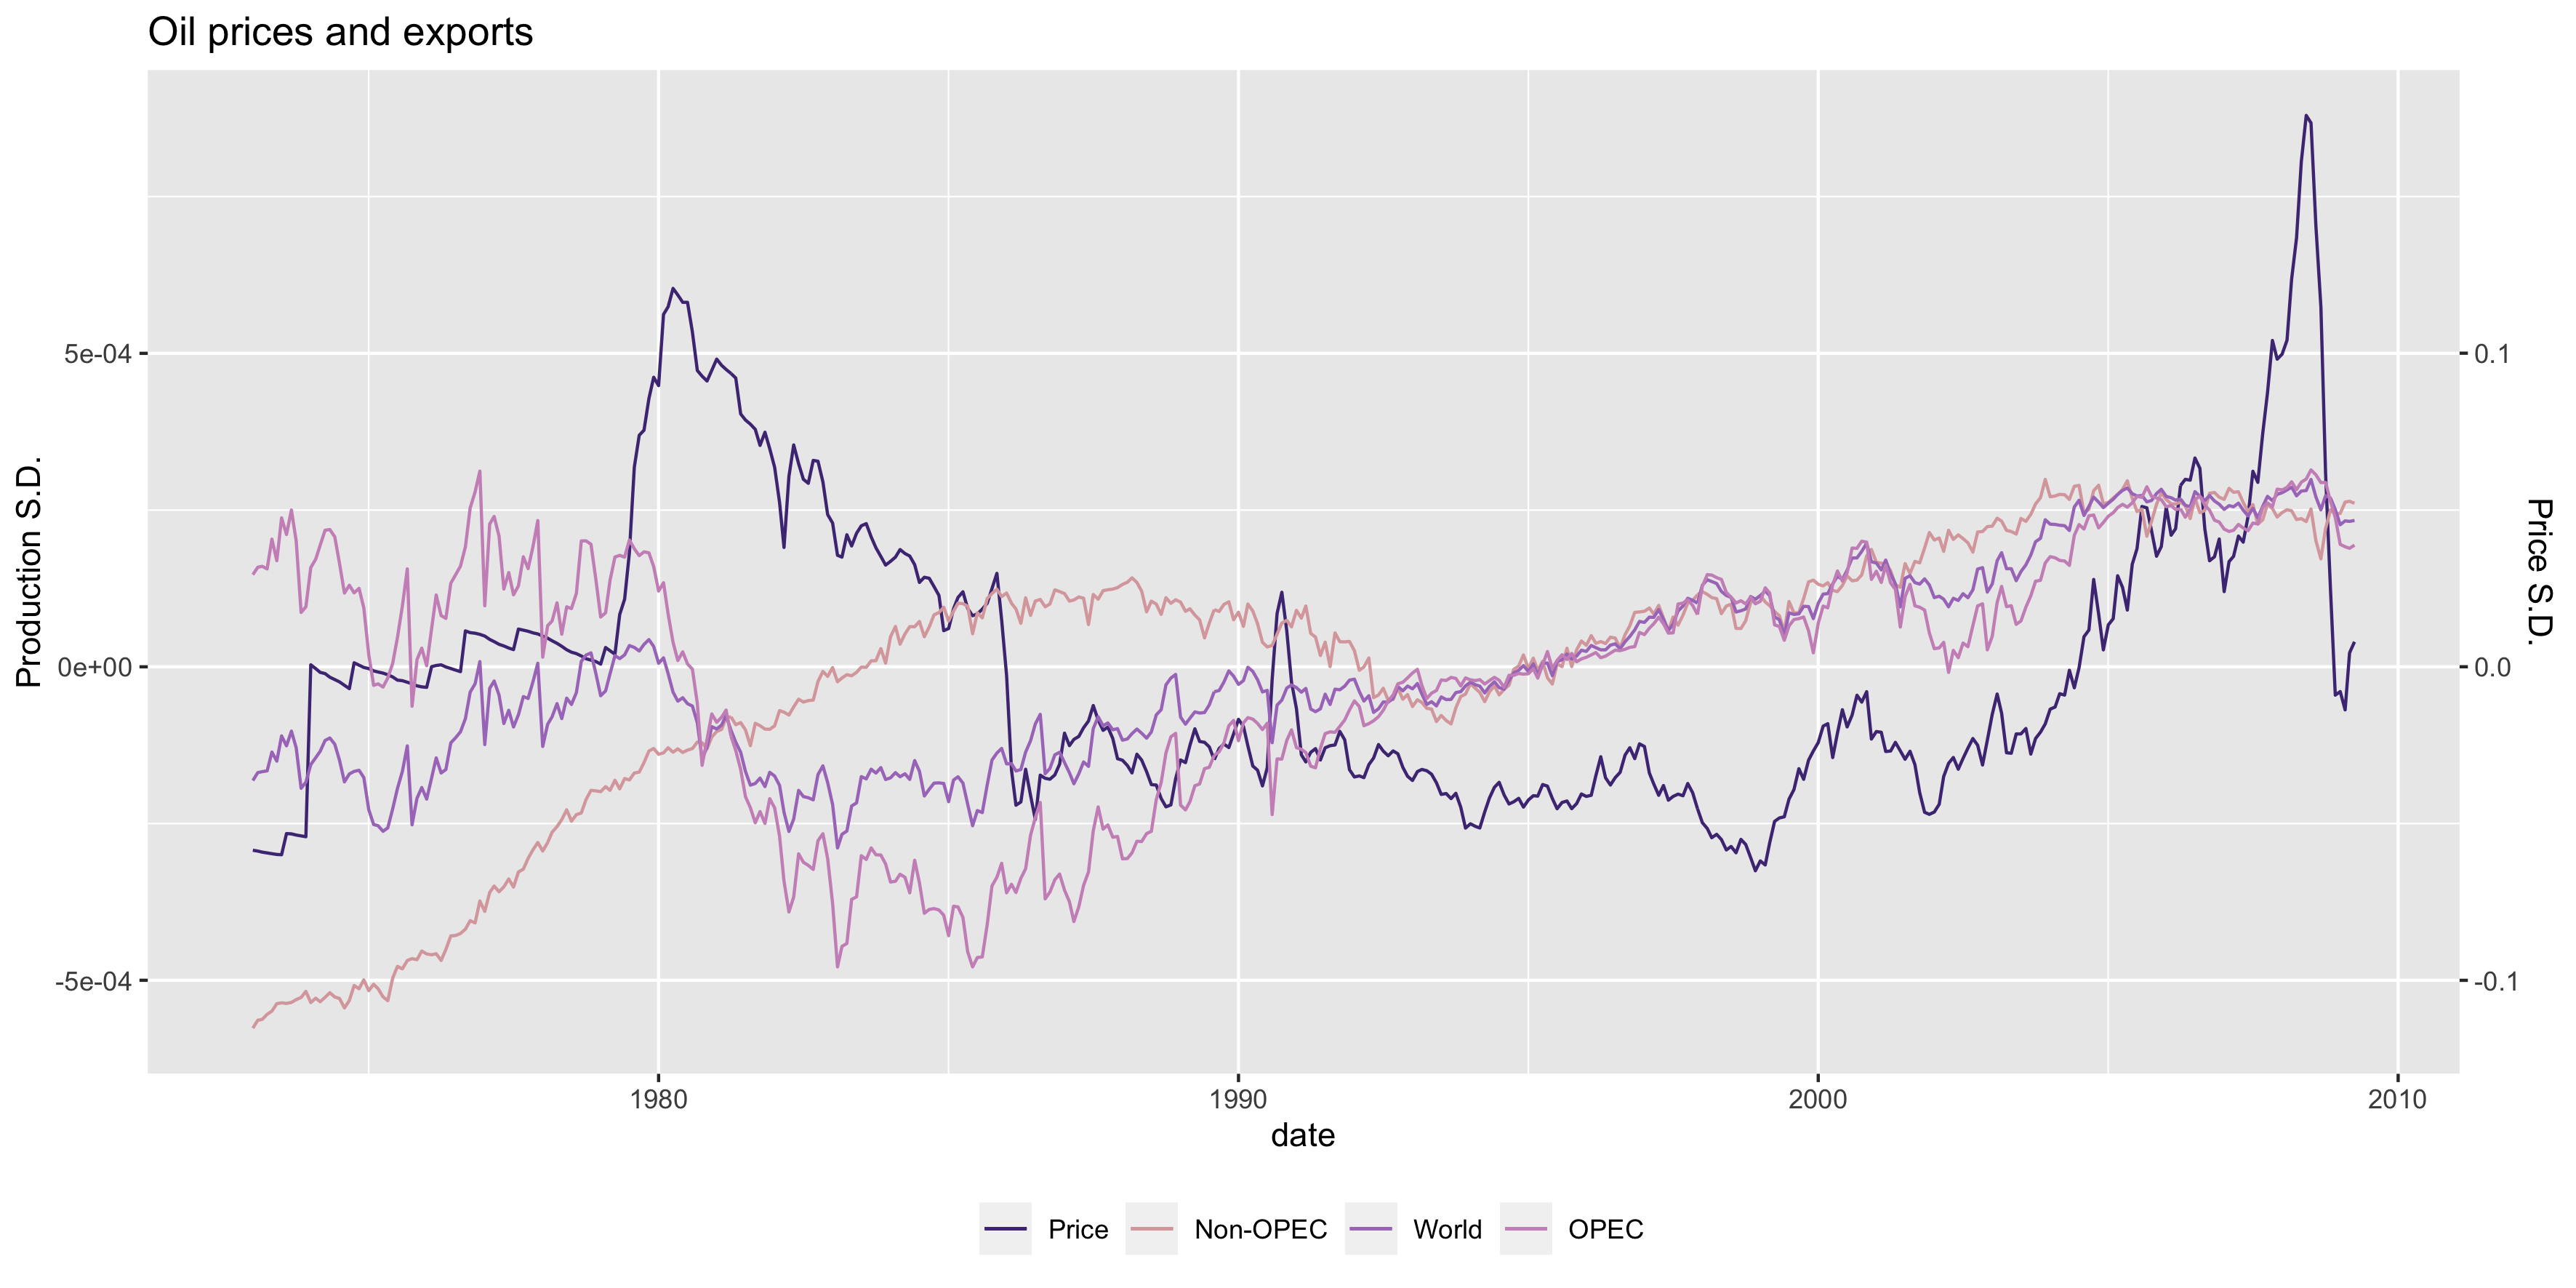 Oil prices and exports
Production S.D.
5e-04
0e+00
-5e-04
0.1
0.0
-0.1
Price S.D.
1980 1990 2000 2010
date
Price Non-OPEC World OPEC